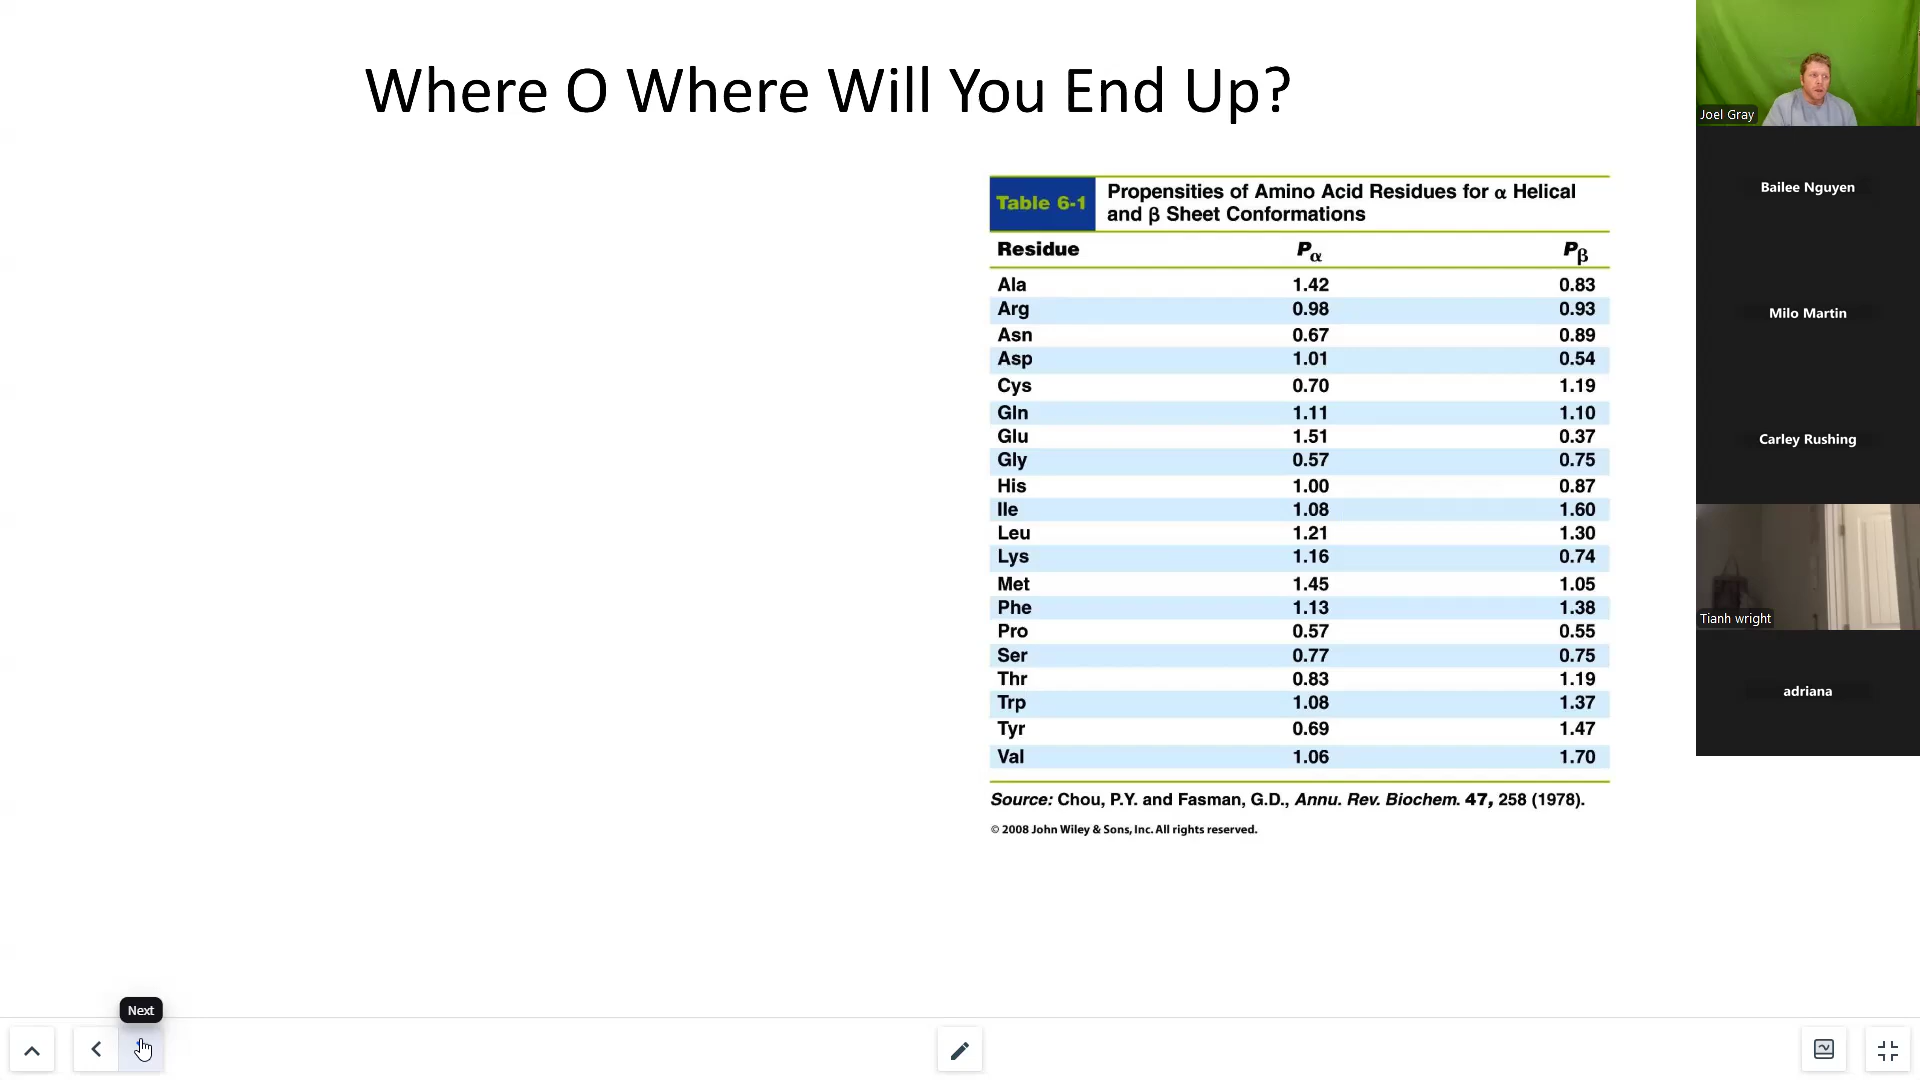 Where O Where Will You End Up?
Table 6-1 Propensities of Amino Acid Residues for α Helical
and β Sheet Conformations
Residue Pα Pβ
Ala 1.42 0.83
Arg 0.98 0.93
Asn 0.67 0.89
Asp 1.01 0.54
Cys 0.70 1.19
Gln 1.11 1.10
Glu 1.51 0.37
Gly 0.57 0.75
His 1.00 0.87
Ile 1.08 1.60
Leu 1.21 1.30
Lys 1.16 0.74
Met 1.45 1.05
Phe 1.13 1.38
Pro 0.57 0.55
Ser 0.77 0.75
Thr 0.83 1.19
Trp 1.08 1.37
Tyr 0.69 1.47
Val 1.06 1.70
Source: Chou, P.Y. and Fasman, G.D., Annu. Rev. Biochem. 47, 258 (1978).
© 2008 John Wiley & Sons, Inc. All rights reserved.
Joel Gray
Bailee Nguyen
Milo Martin
Carley Rushing
Tianh wright
adriana
Next